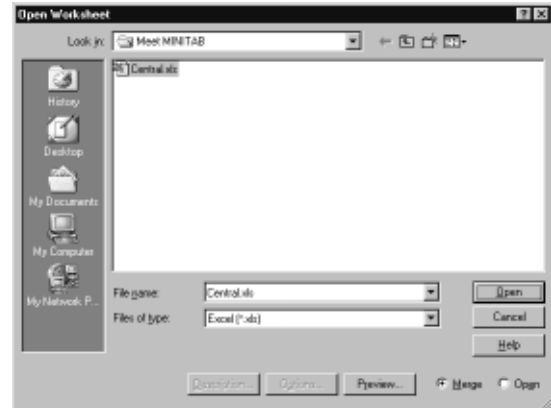 Open Worksheet
Look in: Meet MINITAB
Central.xls
History
Desktop
My Documents
My Computer
My Network P...
File name: Central.xls Open
Files of type: Excel (*.xls) Cancel
Help
Description... Options... Preview... Merge Open